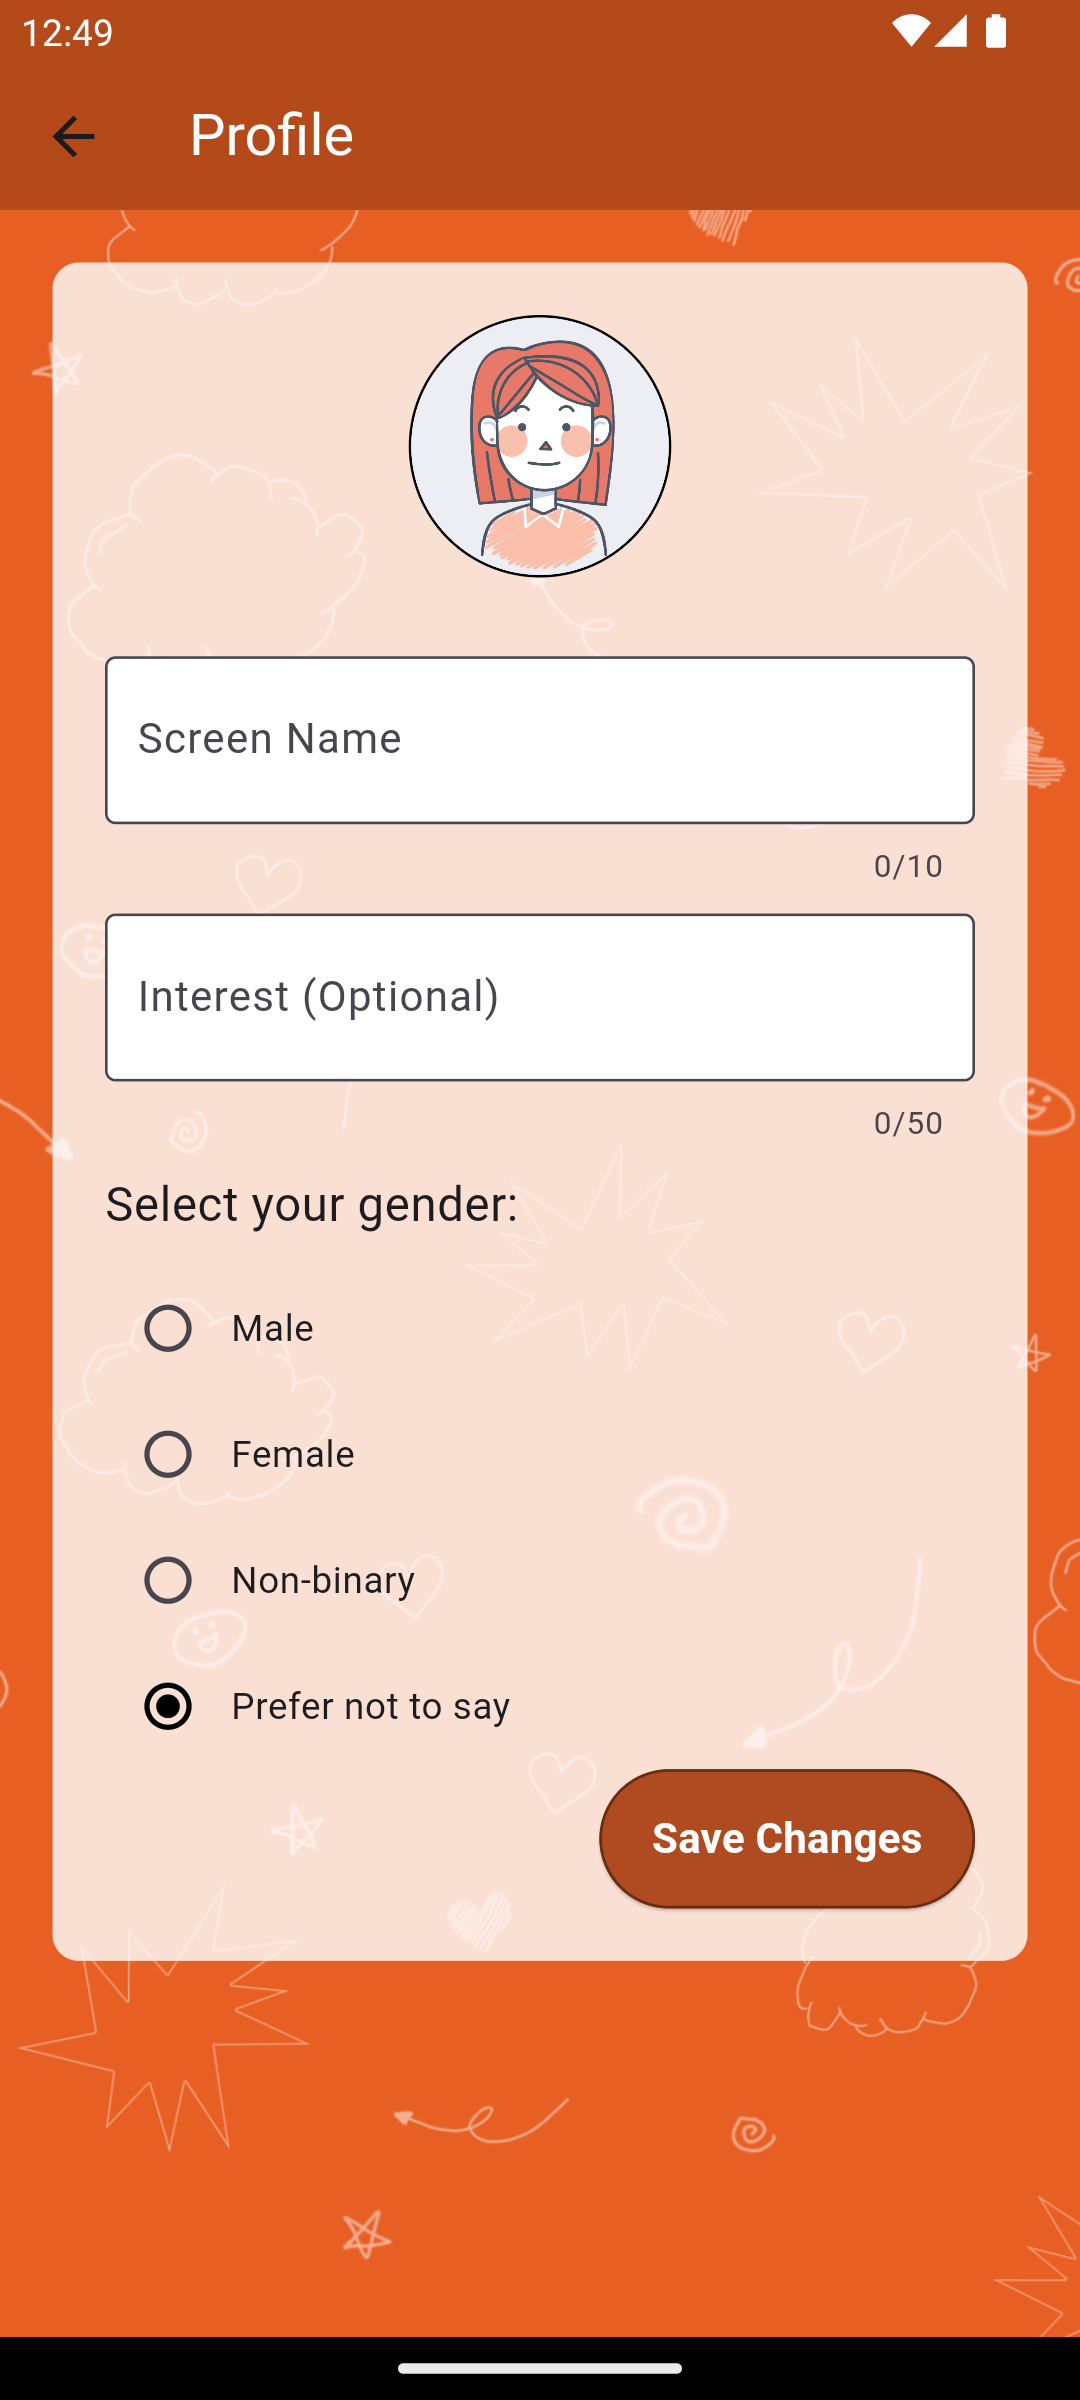 12:49
Profile
Screen Name
0/10
Interest (Optional)
0/50
Select your gender:
Male
Female
Non-binary
Prefer not to say
Save Changes